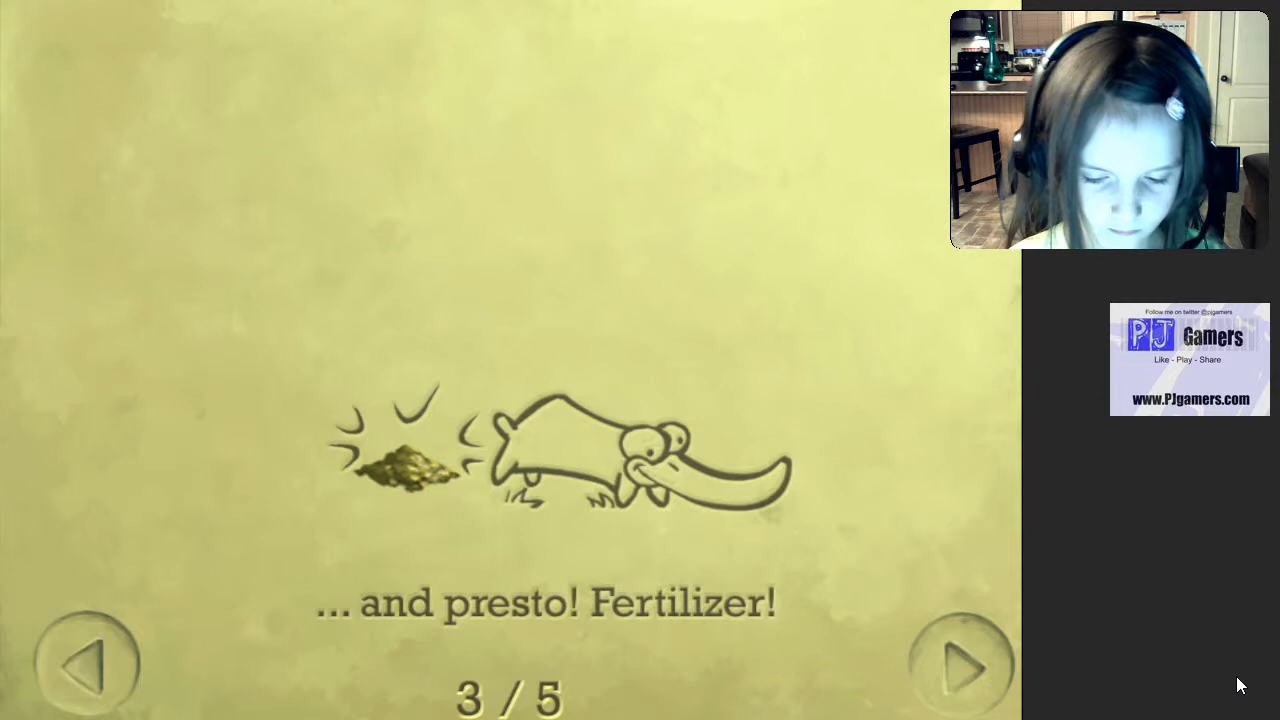 Follow me on twitter @pjgamers
PJ Gamers
Like - Play - Share
www.PJgamers.com
... and presto! Fertilizer!
3 / 5